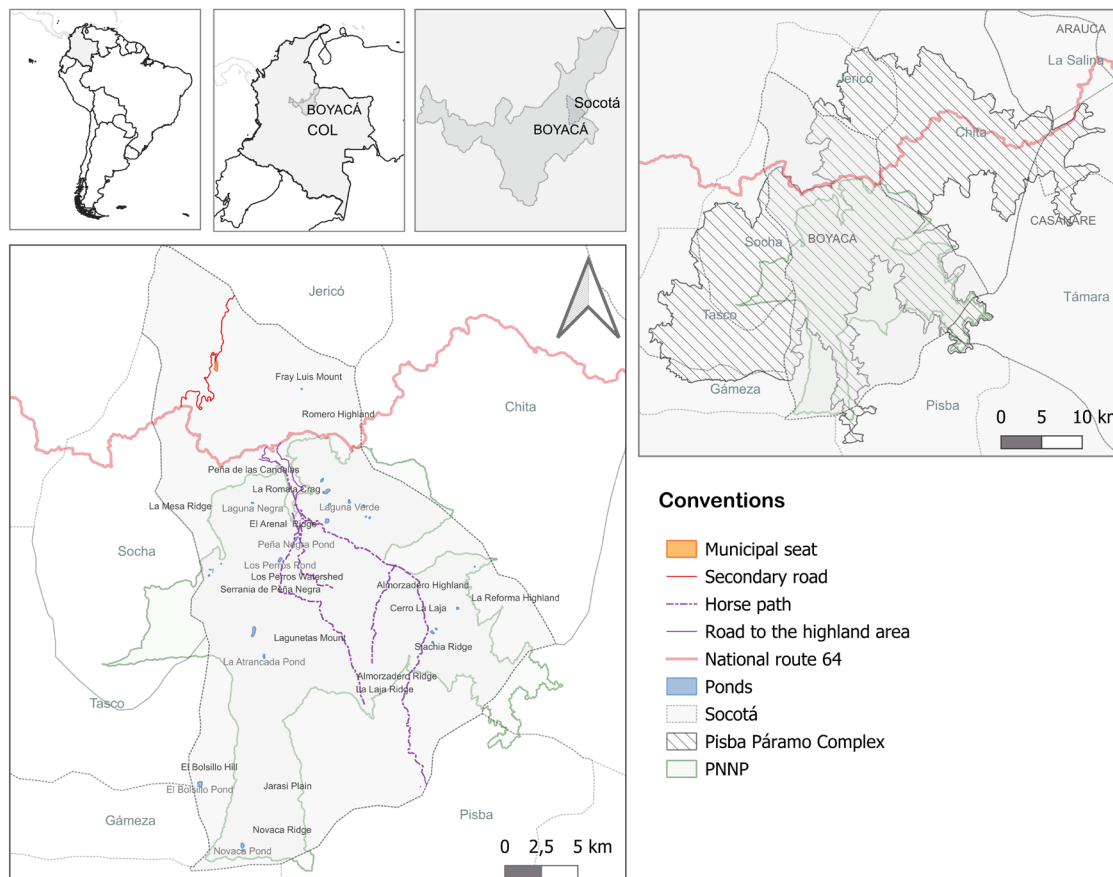 BOYACÁ
COL
Socotá
BOYACÁ
ARAUCA
La Salina
Jericó
Chita
CASANARE
Socha
BOYACA
Támara
Tasco
Gámeza
Pisba
0 5 10 km
Jericó
Fray Luis Mount
Romero Highland
Chita
Peña de las Candelas
La Romala Crag
La Mesa Ridge
Laguna Negra
Laguna Verde
El Arenal Ridge
Peña Negra Pond
Socha
Los Perros Pond
Los Perros Watershed
Serrania de Peña Negra
Almorzadero Highland
La Reforma Highland
Cerro La Laja
Lagunetas Mount
Stachia Ridge
La Atrancada Pond
Almorzadero Ridge
La Laja Ridge
Tasco
El Bolsillo Hill
El Bolsillo Pond
Jarasi Plain
Gámeza
Pisba
Novaca Ridge
Novaca Pond
0 2,5 5 km
Conventions
Municipal seat
Secondary road
Horse path
Road to the highland area
National route 64
Ponds
Socotá
Pisba Páramo Complex
PNNP